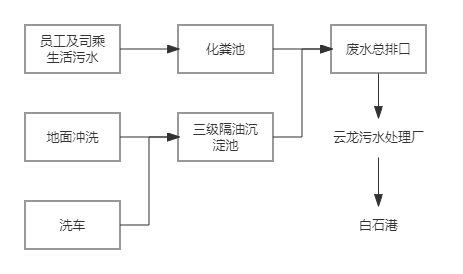 员工及司乘
生活污水
化粪池
废水总排口
地面冲洗
三级隔油沉
淀池
云龙污水处理厂
洗车
白石港